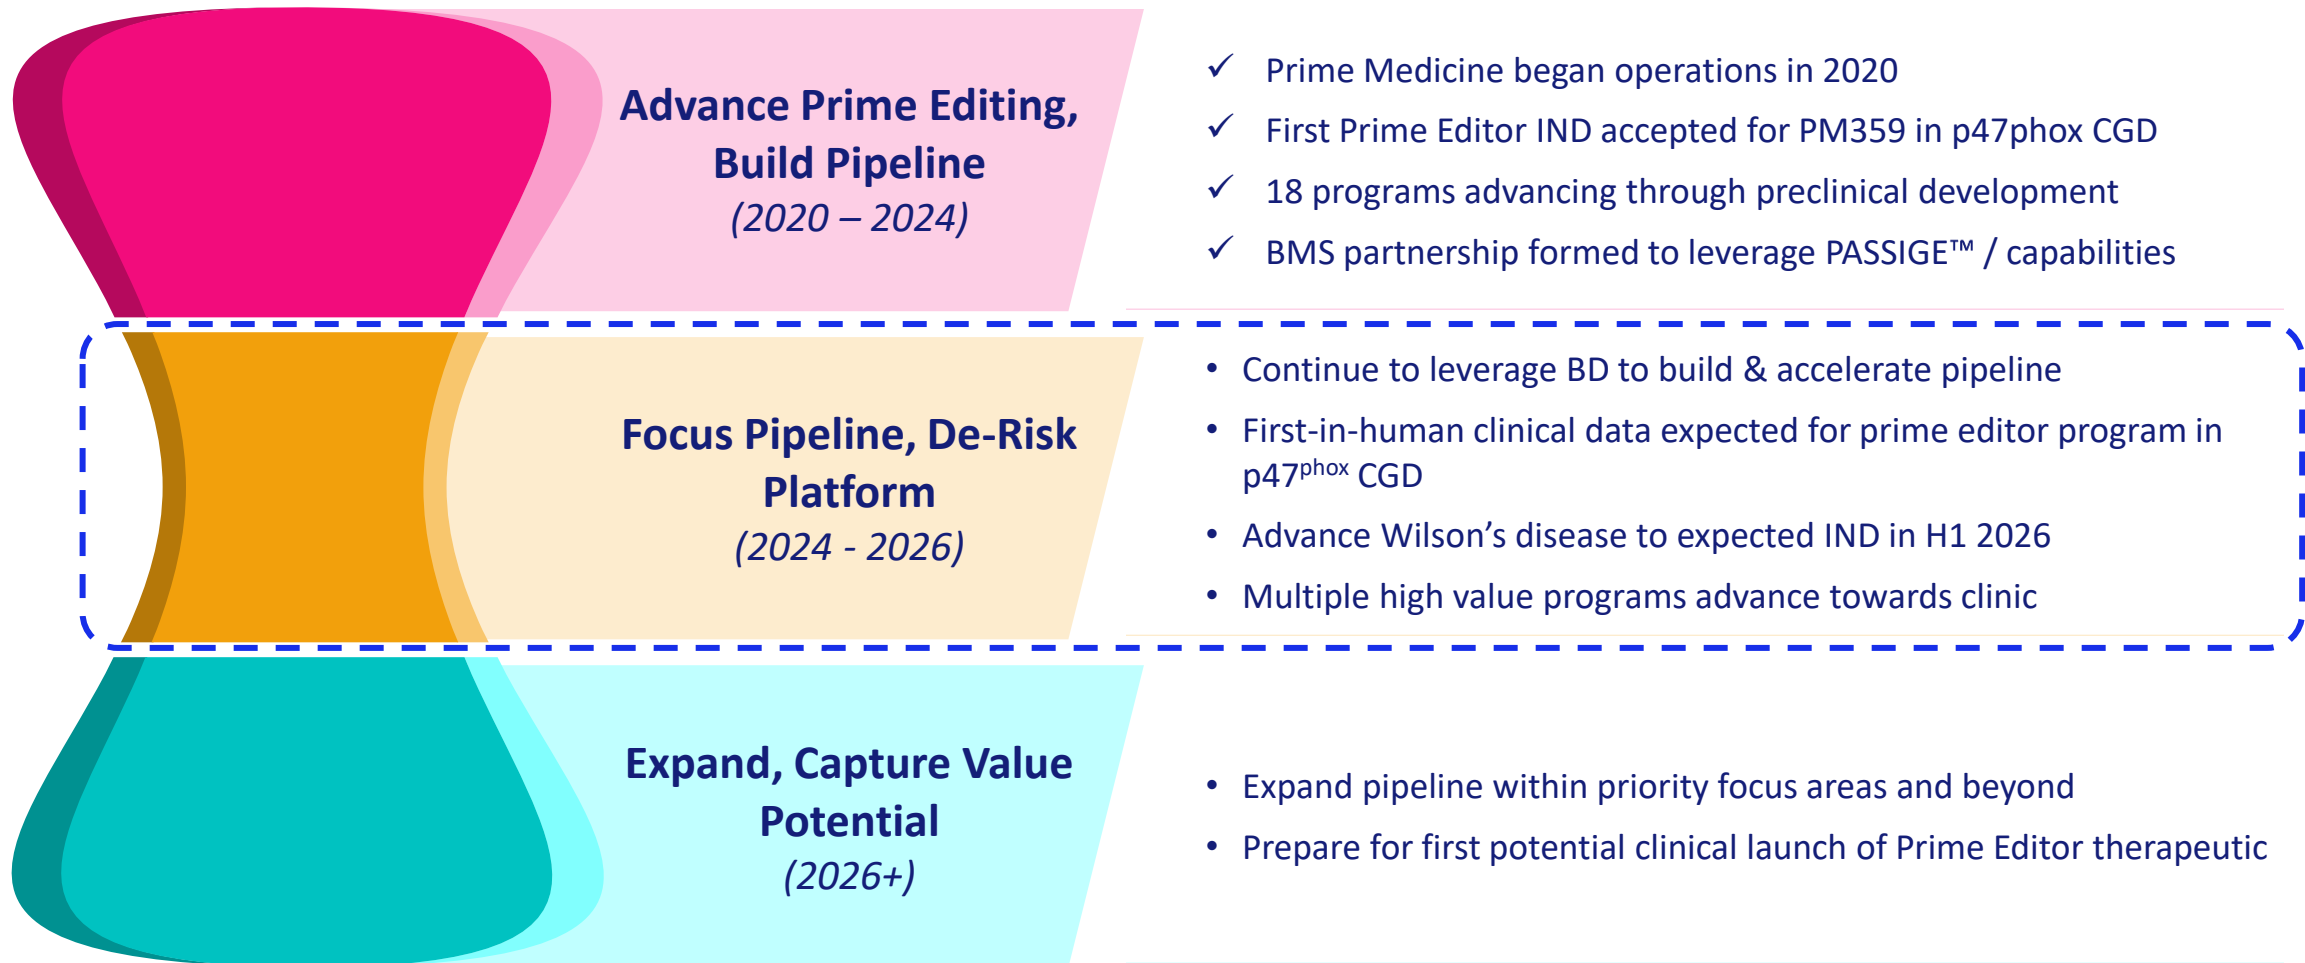 Advance Prime Editing,
Build Pipeline
(2020 – 2024)
✓ Prime Medicine began operations in 2020
✓ First Prime Editor IND accepted for PM359 in p47phox CGD
✓ 18 programs advancing through preclinical development
✓ BMS partnership formed to leverage PASSIGE™ / capabilities
Focus Pipeline, De-Risk
Platform
(2024 - 2026)
• Continue to leverage BD to build & accelerate pipeline
• First-in-human clinical data expected for prime editor program in
p47ᵖʰᵒˣ CGD
• Advance Wilson’s disease to expected IND in H1 2026
• Multiple high value programs advance towards clinic
Expand, Capture Value
Potential
(2026+)
• Expand pipeline within priority focus areas and beyond
• Prepare for first potential clinical launch of Prime Editor therapeutic